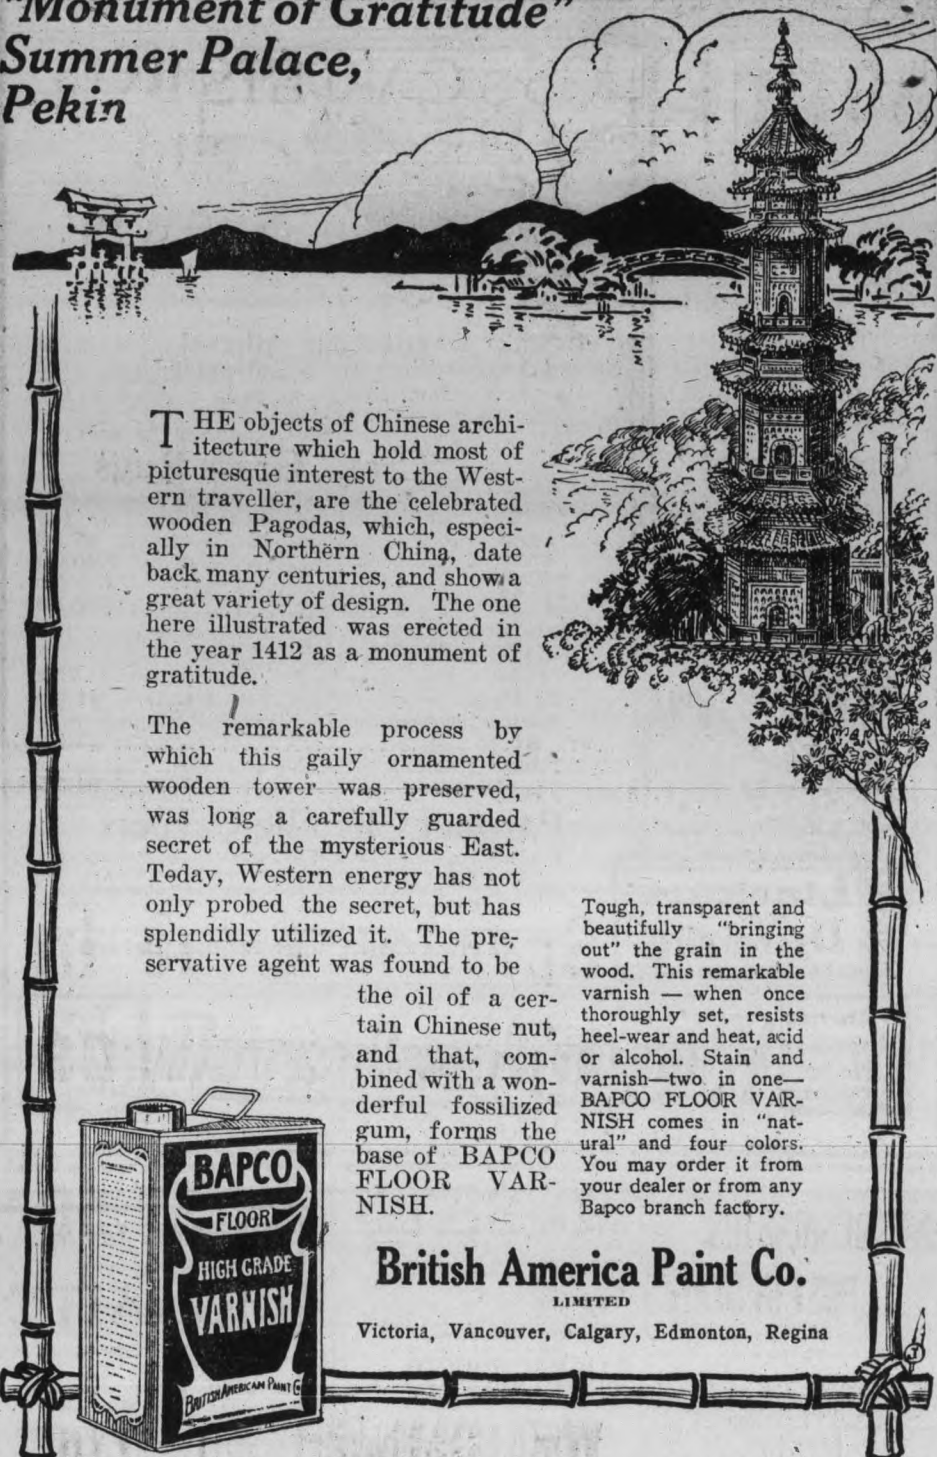 "Monument of Gratitude"
Summer Palace,
Pekin
THE objects of Chinese archi-
itecture which hold most of
picturesque interest to the West-
ern traveller, are the celebrated
wooden Pagodas, which, especi-
ally in Northern China, date
back many centuries, and show a
great variety of design. The one
here illustrated was erected in
the year 1412 as a monument of
gratitude.
The remarkable process by
which this gaily ornamented
wooden tower was preserved,
was long a carefully guarded
secret of the mysterious East.
Today, Western energy has not
only probed the secret, but has
splendidly utilized it. The pre-
servative agent was found to be
the oil of a cer-
tain Chinese nut,
and that, com-
bined with a won-
derful fossilized
gum, forms the
base of BAPCO
FLOOR VAR-
NISH.
Tough, transparent and
beautifully "bringing
out" the grain in the
wood. This remarkable
varnish — when once
thoroughly set, resists
heel-wear and heat, acid
or alcohol. Stain and
varnish—two in one—
BAPCO FLOOR VAR-
NISH comes in "nat-
ural" and four colors.
You may order it from
your dealer or from any
Bapco branch factory.
BAPCO
FLOOR
HIGH GRADE
VARNISH
BRITISH AMERICAN PAINT Co
British America Paint Co.
LIMITED
Victoria, Vancouver, Calgary, Edmonton, Regina